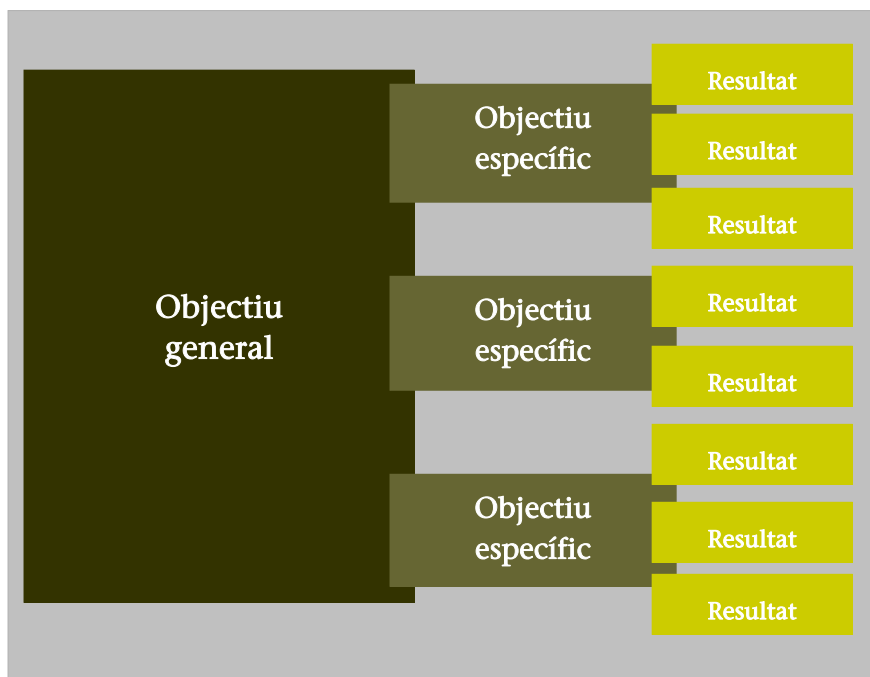 Objectiu
general
Objectiu
específic
Resultat
Resultat
Resultat
Objectiu
específic
Resultat
Resultat
Objectiu
específic
Resultat
Resultat
Resultat